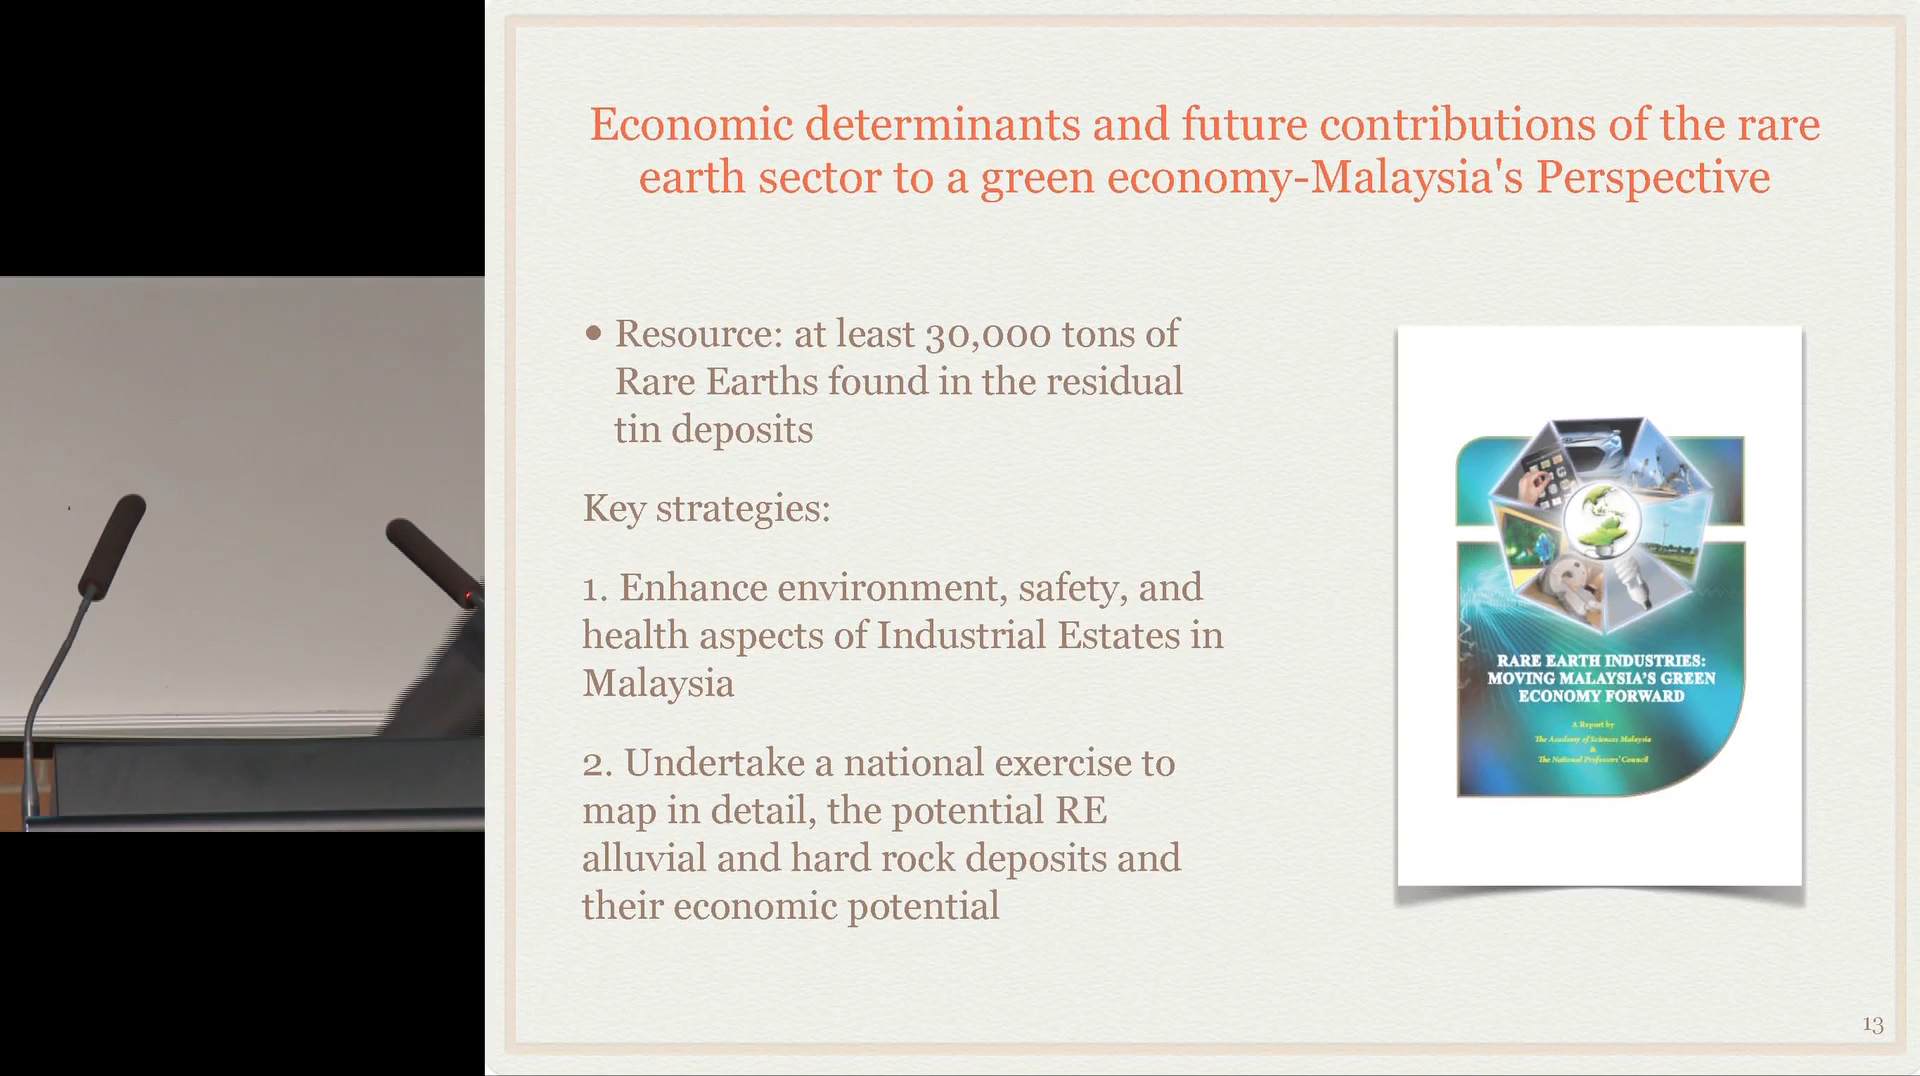 Economic determinants and future contributions of the rare
earth sector to a green economy-Malaysia's Perspective
• Resource: at least 30,000 tons of
Rare Earths found in the residual
tin deposits
Key strategies:
1. Enhance environment, safety, and
health aspects of Industrial Estates in
Malaysia
2. Undertake a national exercise to
map in detail, the potential RE
alluvial and hard rock deposits and
their economic potential
RARE EARTH INDUSTRIES:
MOVING MALAYSIA'S GREEN
ECONOMY FORWARD
A Report by
The Academy of Sciences Malaysia
&
The National Professors' Council
13